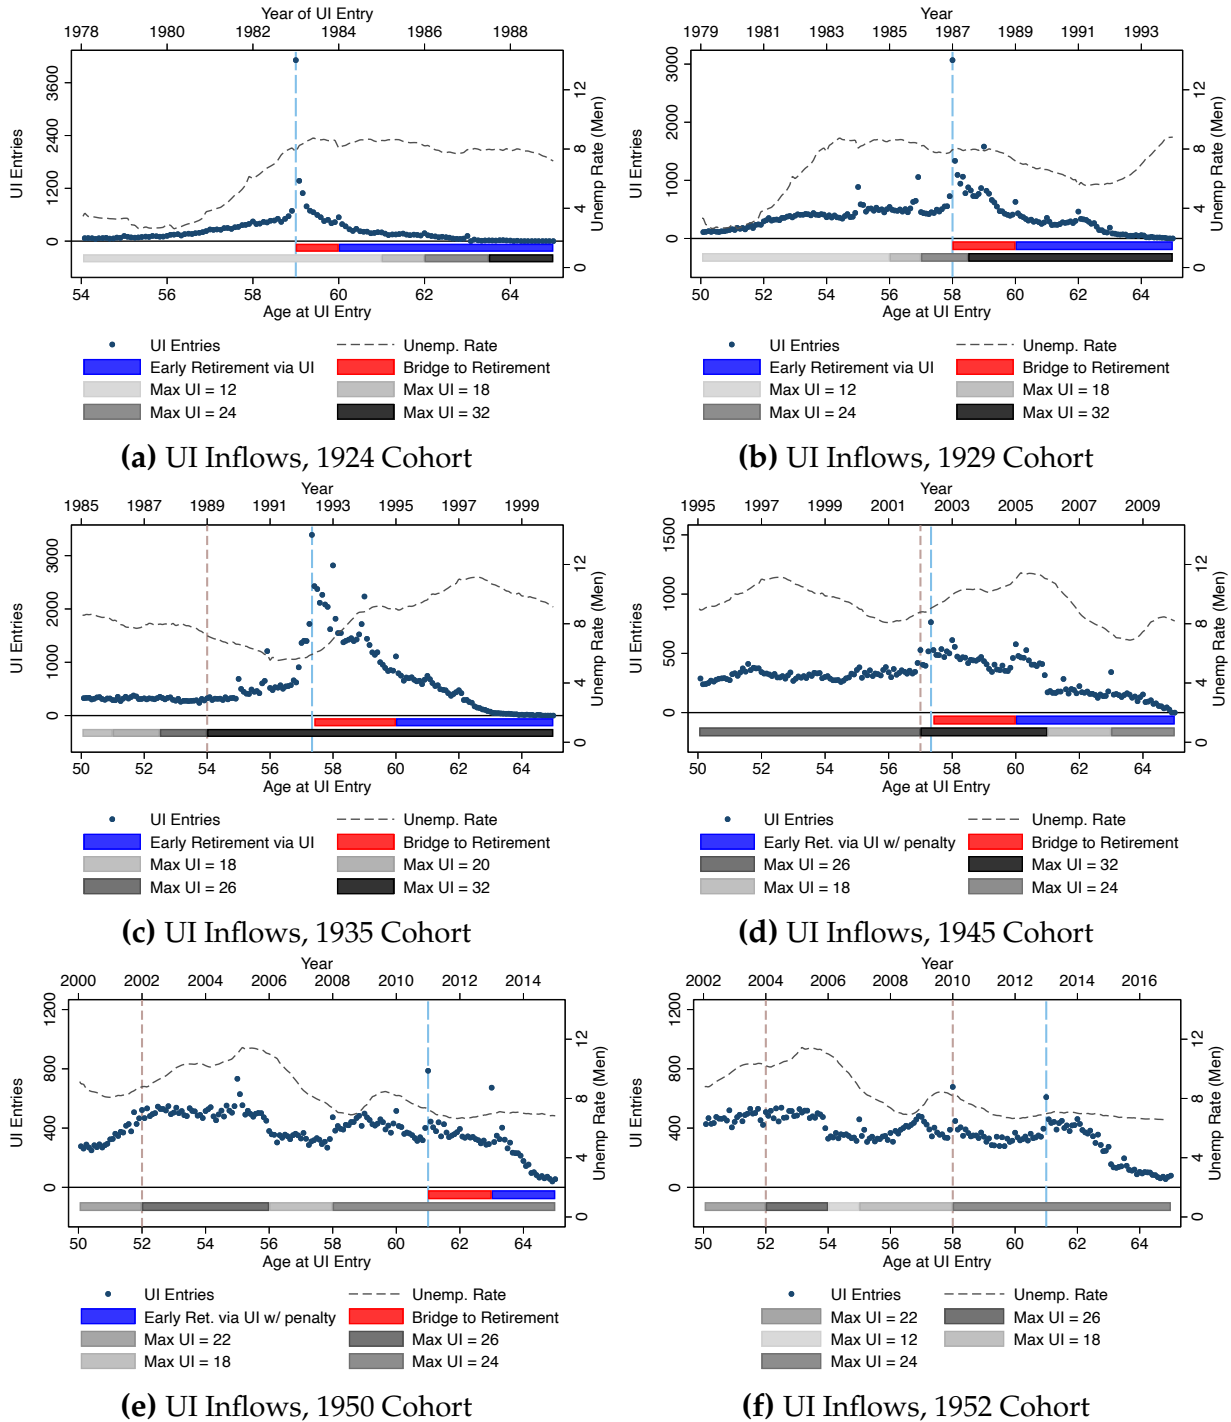 Year of UI Entry
1978 1980 1982 1984 1986 1988
UI Entries
0 1200 2400 3600
Unemp Rate (Men)
0 4 8 12
54 56 58 60 62 64
Age at UI Entry
UI Entries Unemp. Rate
Early Retirement via UI Bridge to Retirement
Max UI = 12 Max UI = 18
Max UI = 24 Max UI = 32
(a) UI Inflows, 1924 Cohort
Year
1979 1981 1983 1985 1987 1989 1991 1993
UI Entries
0 1000 2000 3000
Unemp Rate (Men)
0 4 8 12
50 52 54 56 58 60 62 64
Age at UI Entry
UI Entries Unemp. Rate
Early Retirement via UI Bridge to Retirement
Max UI = 12 Max UI = 18
Max UI = 24 Max UI = 32
(b) UI Inflows, 1929 Cohort
Year
1985 1987 1989 1991 1993 1995 1997 1999
UI Entries
0 1000 2000 3000
Unemp Rate (Men)
0 4 8 12
50 52 54 56 58 60 62 64
Age at UI Entry
UI Entries Unemp. Rate
Early Retirement via UI Bridge to Retirement
Max UI = 18 Max UI = 20
Max UI = 26 Max UI = 32
(c) UI Inflows, 1935 Cohort
Year
1995 1997 1999 2001 2003 2005 2007 2009
UI Entries
0 500 1000 1500
Unemp Rate (Men)
0 4 8 12
50 52 54 56 58 60 62 64
Age at UI Entry
UI Entries Unemp. Rate
Early Ret. via UI w/ penalty Bridge to Retirement
Max UI = 26 Max UI = 32
Max UI = 18 Max UI = 24
(d) UI Inflows, 1945 Cohort
Year
2000 2002 2004 2006 2008 2010 2012 2014
UI Entries
0 400 800 1200
Unemp Rate (Men)
0 4 8 12
50 52 54 56 58 60 62 64
Age at UI Entry
UI Entries Unemp. Rate
Early Ret. via UI w/ penalty Bridge to Retirement
Max UI = 22 Max UI = 26
Max UI = 18 Max UI = 24
(e) UI Inflows, 1950 Cohort
Year
2002 2004 2006 2008 2010 2012 2014 2016
UI Entries
0 400 800 1200
Unemp Rate (Men)
0 4 8 12
50 52 54 56 58 60 62 64
Age at UI Entry
UI Entries Unemp. Rate
Max UI = 22 Max UI = 26
Max UI = 12 Max UI = 18
Max UI = 24
(f) UI Inflows, 1952 Cohort